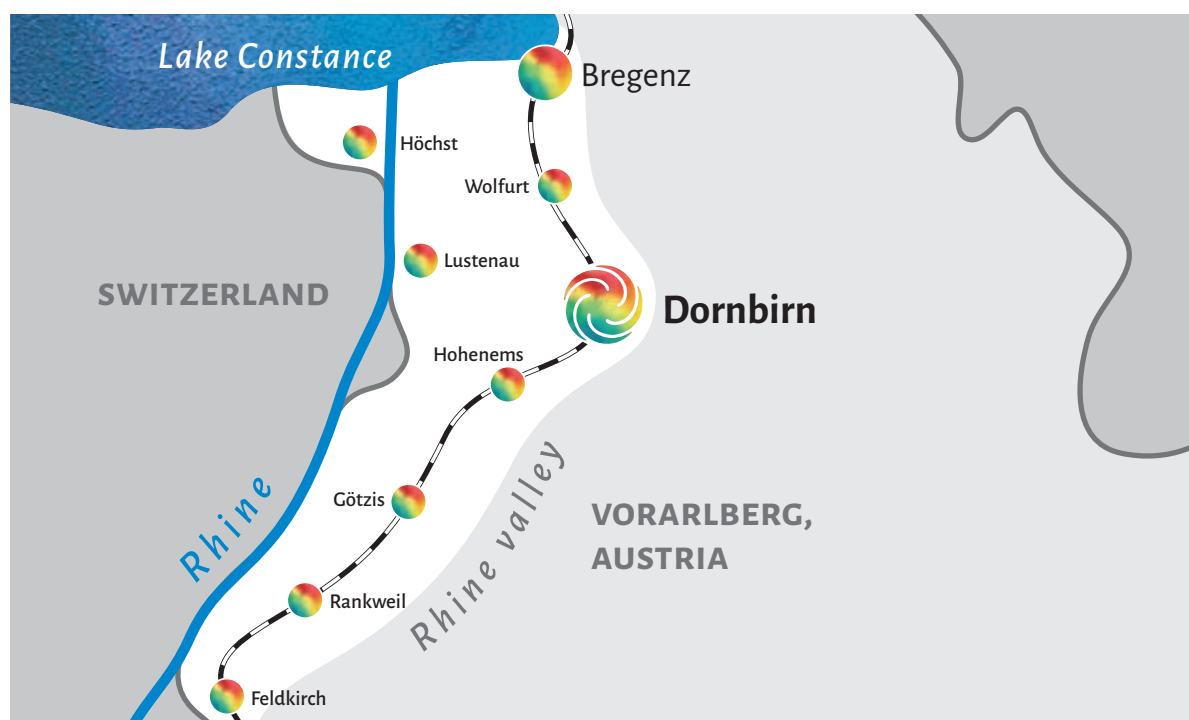 Lake Constance
Bregenz
Höchst
Wolfurt
Lustenau
SWITZERLAND
Dornbirn
Hohenems
Rhine
Götzis
Rhine valley
VORARLBERG,
AUSTRIA
Rankweil
Feldkirch